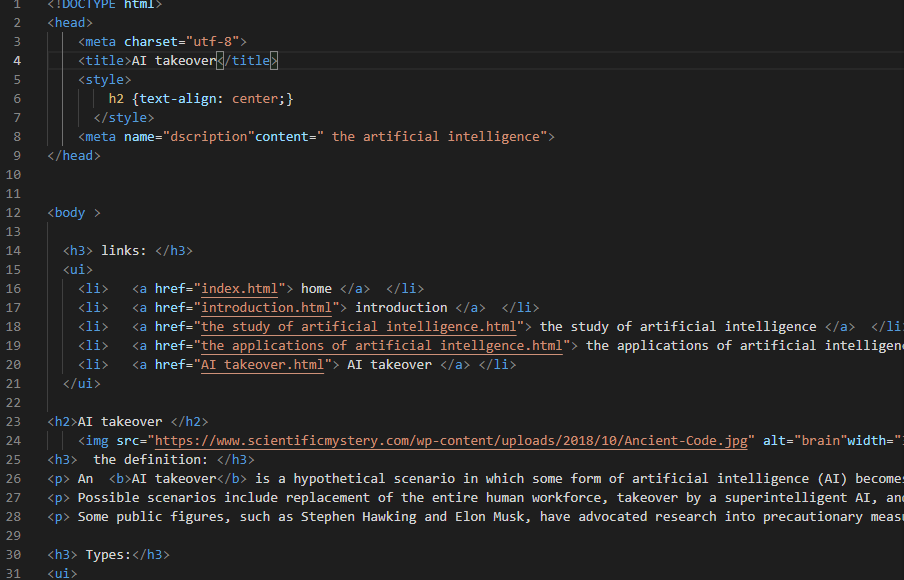 1 <!DOCTYPE html>
2 <head>
3 <meta charset="utf-8">
4 <title>AI takeover</title>
5 <style>
6 h2 {text-align: center;}
7 </style>
8 <meta name="dscription"content=" the artificial intelligence">
9 </head>
10
11
12 <body >
13
14 <h3> links: </h3>
15 <ui>
16 <li> <a href="index.html"> home </a> </li>
17 <li> <a href="introduction.html"> introduction </a> </li>
18 <li> <a href="the study of artificial intelligence.html"> the study of artificial intelligence </a> </li
19 <li> <a href="the applications of artificial intellgence.html"> the applications of artificial intelligen
20 <li> <a href="AI takeover.html"> AI takeover </a> </li>
21 </ui>
22
23 <h2>AI takeover </h2>
24 <img src="https://www.scientificmystery.com/wp-content/uploads/2018/10/Ancient-Code.jpg" alt="brain"width="
25 <h3> the definition: </h3>
26 <p> An <b>AI takeover</b> is a hypothetical scenario in which some form of artificial intelligence (AI) becomes
27 <p> Possible scenarios include replacement of the entire human workforce, takeover by a superintelligent AI, an
28 <p> Some public figures, such as Stephen Hawking and Elon Musk, have advocated research into precautionary measu
29
30 <h3> Types:</h3>
31 <ui>